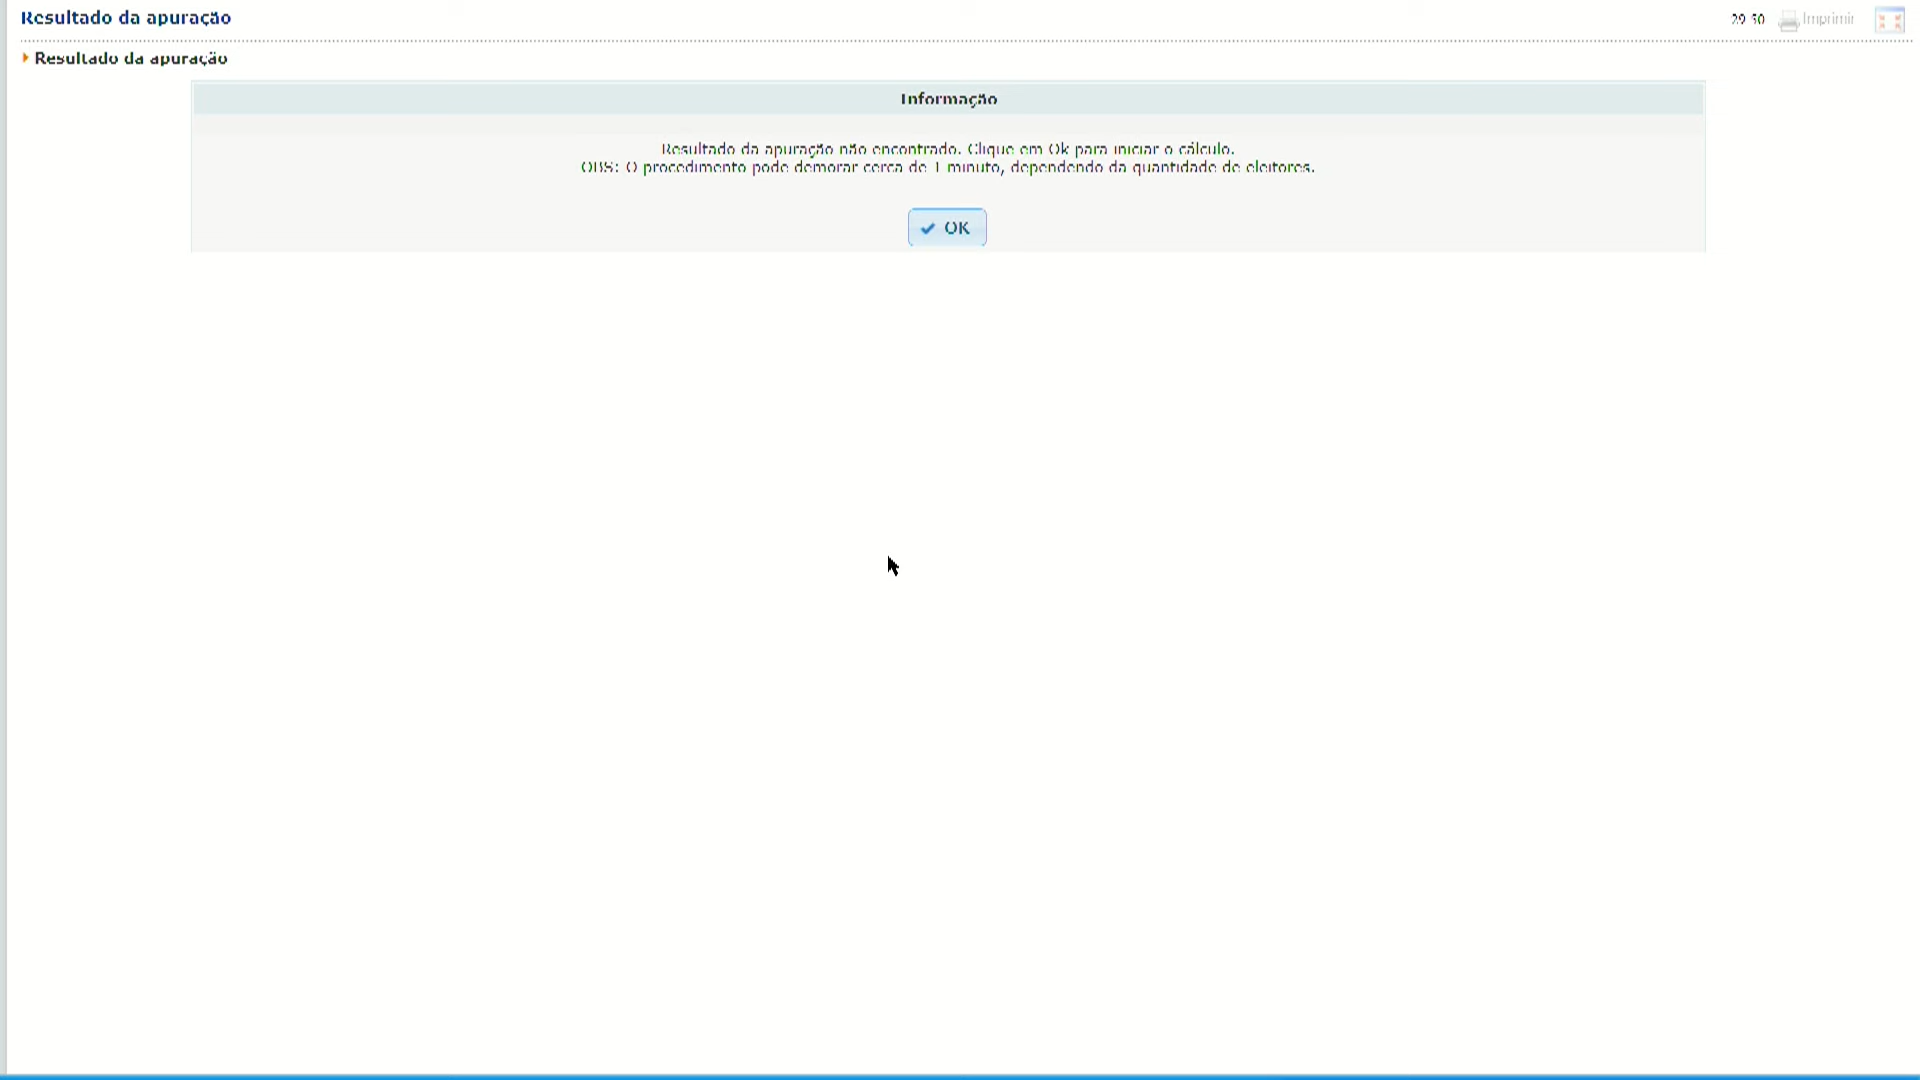 Resultado da apuração
29:50 Imprimir
Resultado da apuração
Informação
Resultado da apuração não encontrado. Clique em Ok para iniciar o cálculo.
OBS: O procedimento pode demorar cerca de 1 minuto, dependendo da quantidade de eleitores.
OK